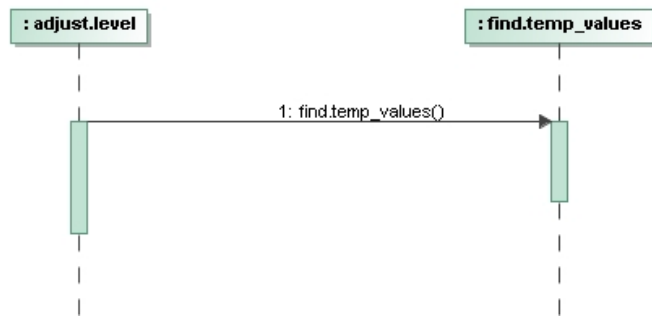 : adjust.level
: find.temp_values
1: find.temp_values()